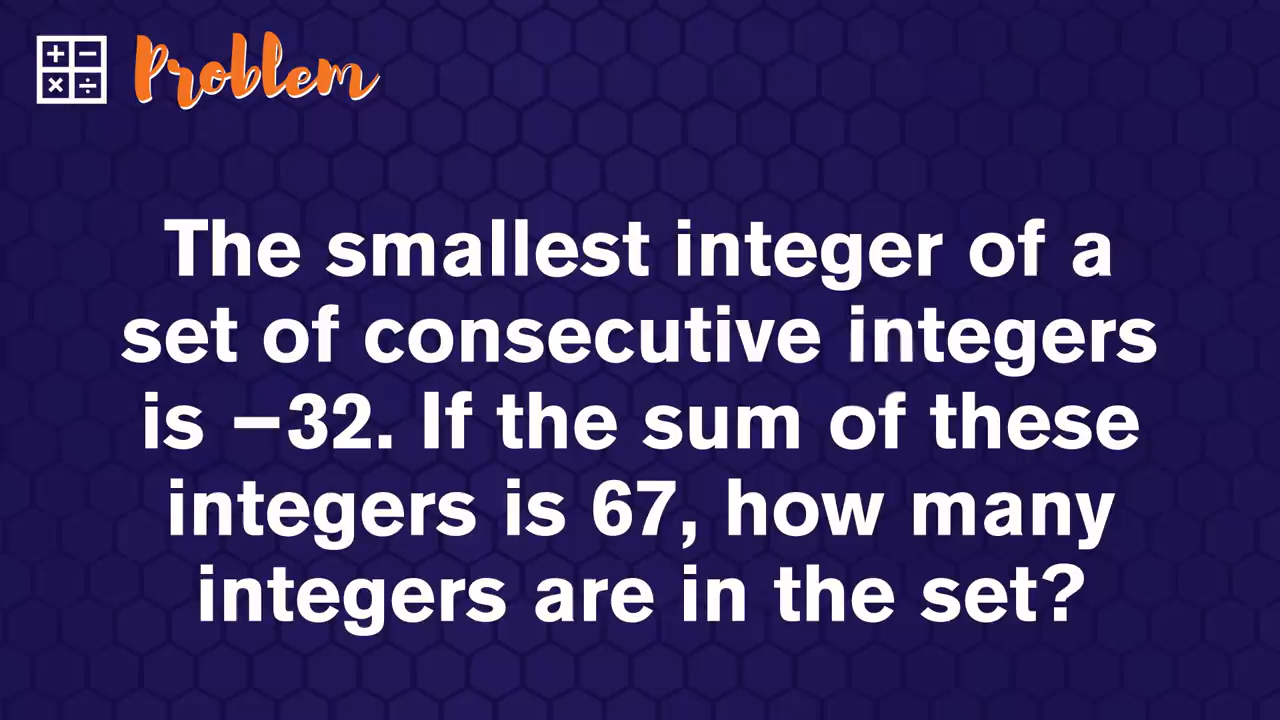 + −
× ÷
Problem
The smallest integer of a
set of consecutive integers
is −32. If the sum of these
integers is 67, how many
integers are in the set?